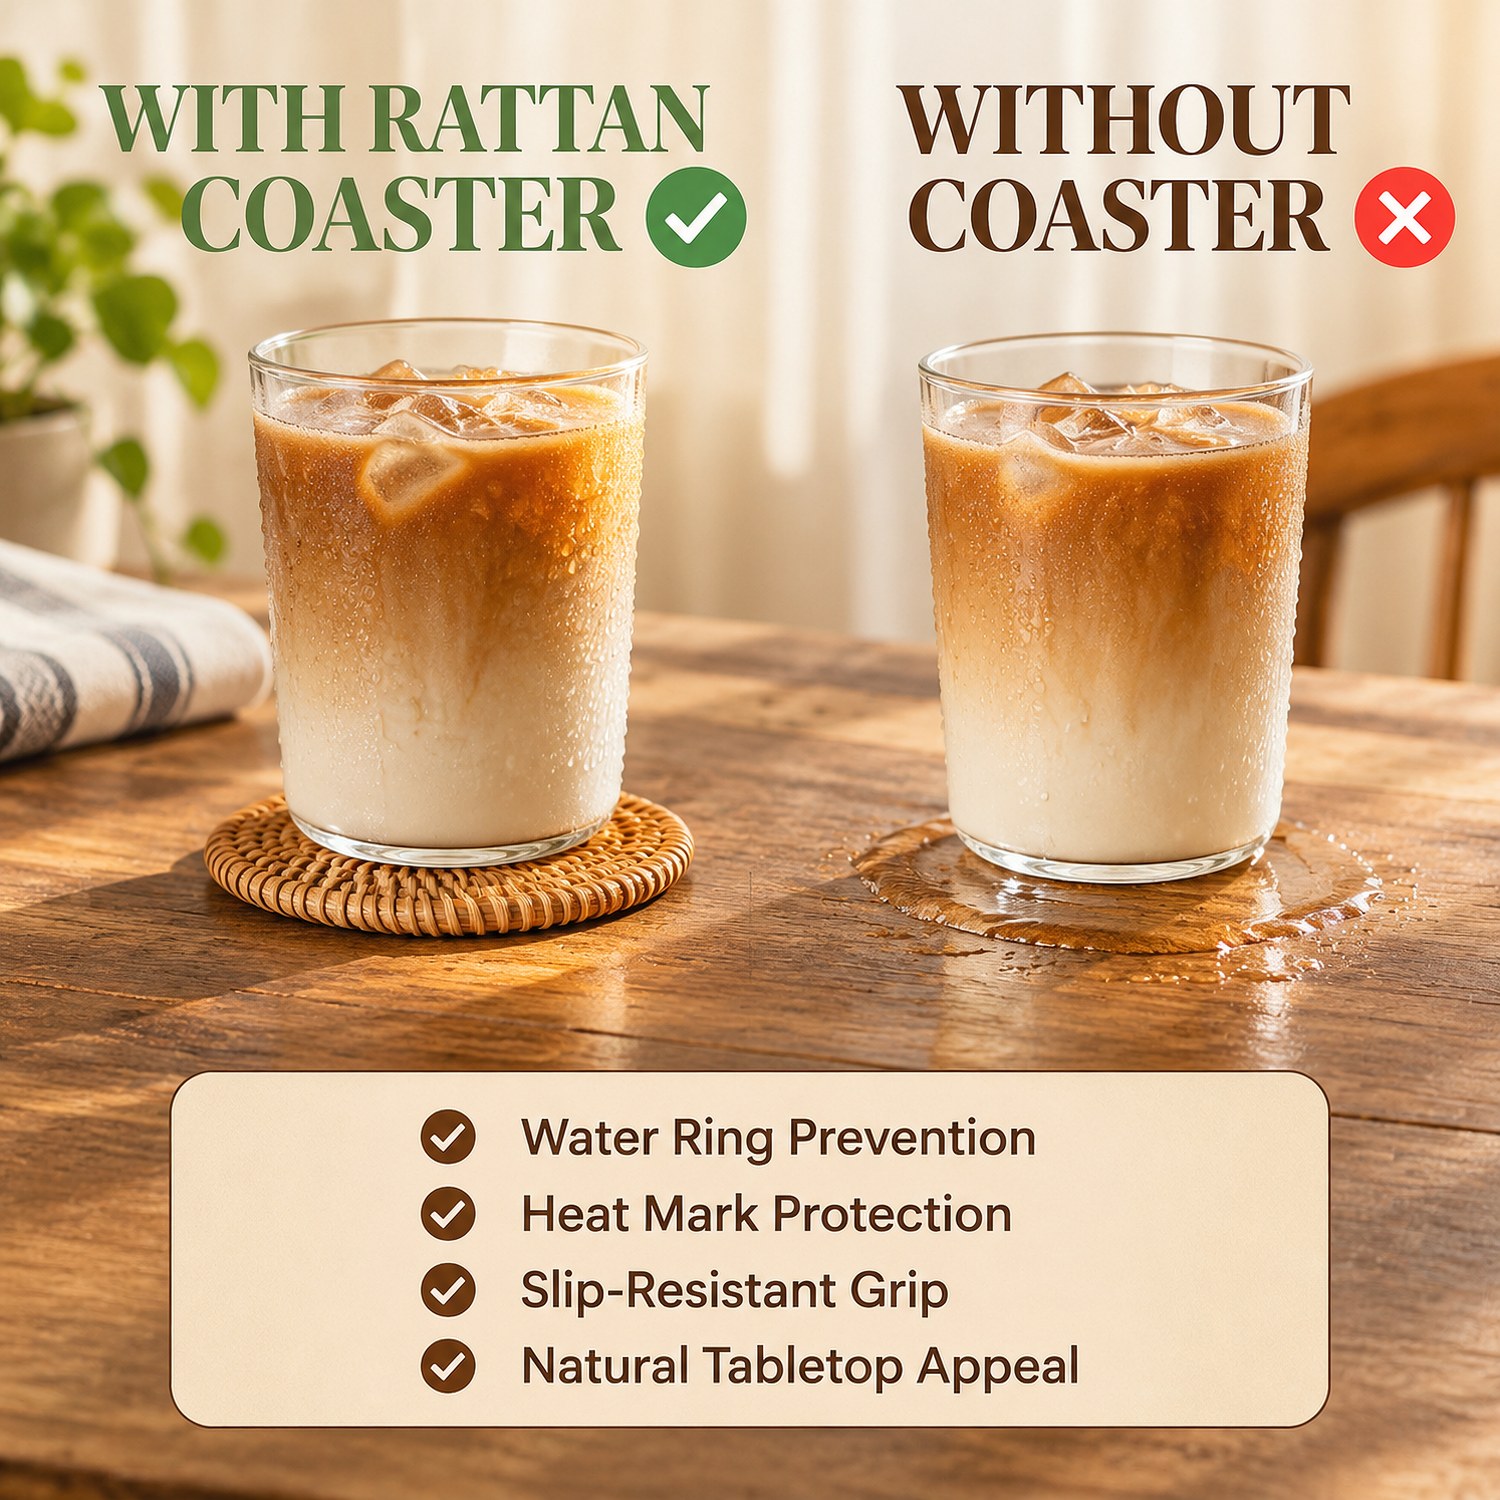 WITH RATTAN
COASTER
WITHOUT
COASTER
Water Ring Prevention
Heat Mark Protection
Slip-Resistant Grip
Natural Tabletop Appeal